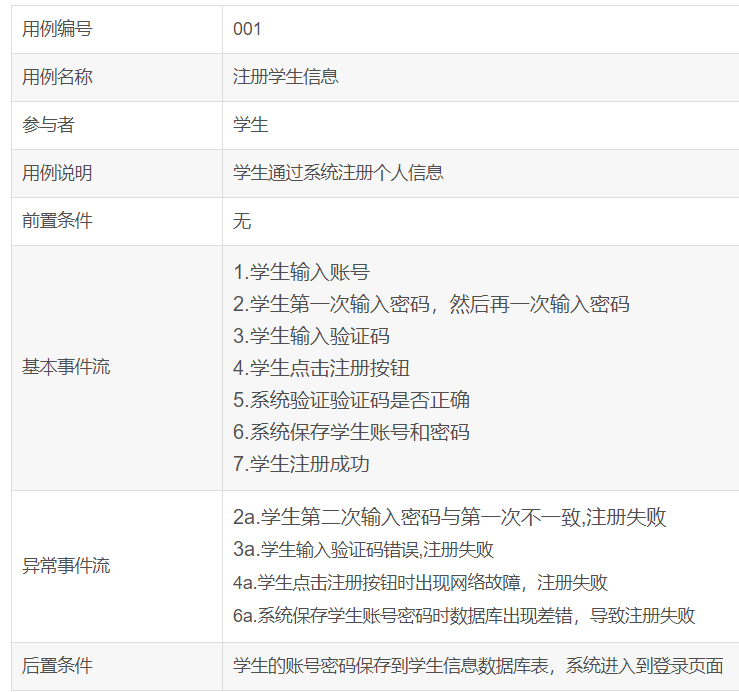 用例编号 001
用例名称 注册学生信息
参与者 学生
用例说明 学生通过系统注册个人信息
前置条件 无
基本事件流
1.学生输入账号
2.学生第一次输入密码，然后再一次输入密码
3.学生输入验证码
4.学生点击注册按钮
5.系统验证验证码是否正确
6.系统保存学生账号和密码
7.学生注册成功
异常事件流
2a.学生第二次输入密码与第一次不一致,注册失败
3a.学生输入验证码错误,注册失败
4a.学生点击注册按钮时出现网络故障，注册失败
6a.系统保存学生账号密码时数据库出现差错，导致注册失败
后置条件 学生的账号密码保存到学生信息数据库表，系统进入到登录页面